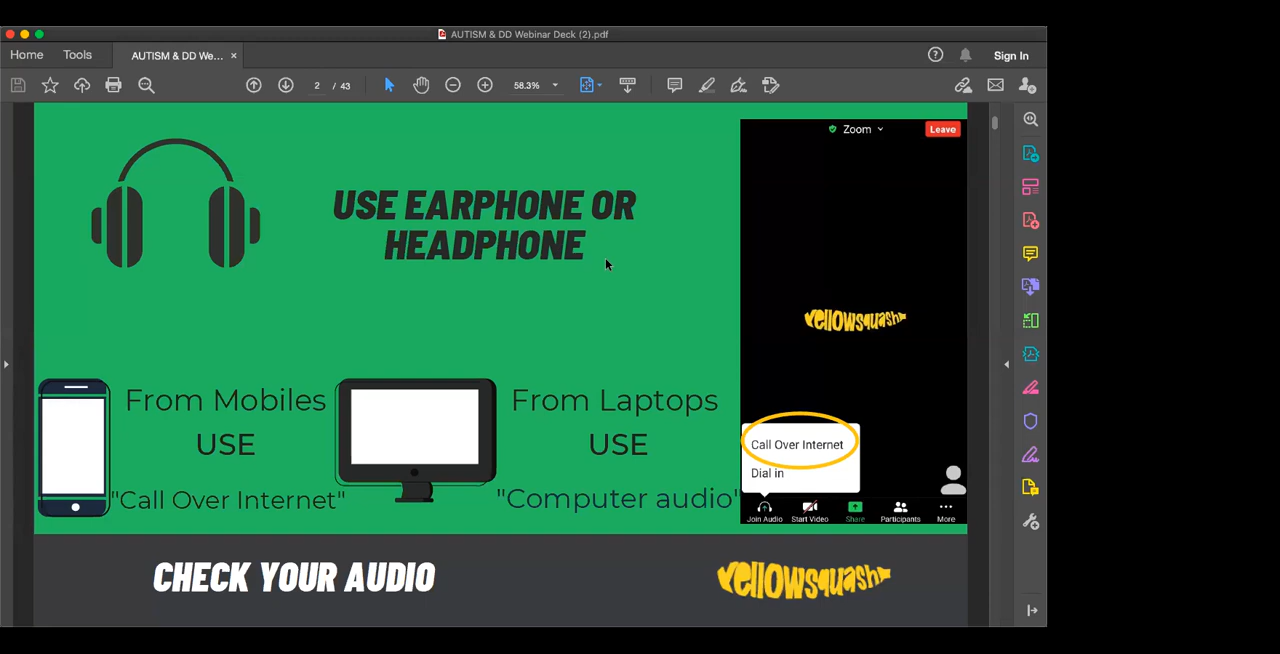 AUTISM & DD Webinar Deck (2).pdf
Home Tools AUTISM & DD We... × Sign In
2 / 43 58.3%
Zoom Leave
USE EARPHONE OR
HEADPHONE
yellowsquash
From Mobiles
USE
"Call Over Internet"
From Laptops
USE
"Computer audio"
Call Over Internet
Dial in
Join Audio Start Video Share Participants More
CHECK YOUR AUDIO
yellowsquash